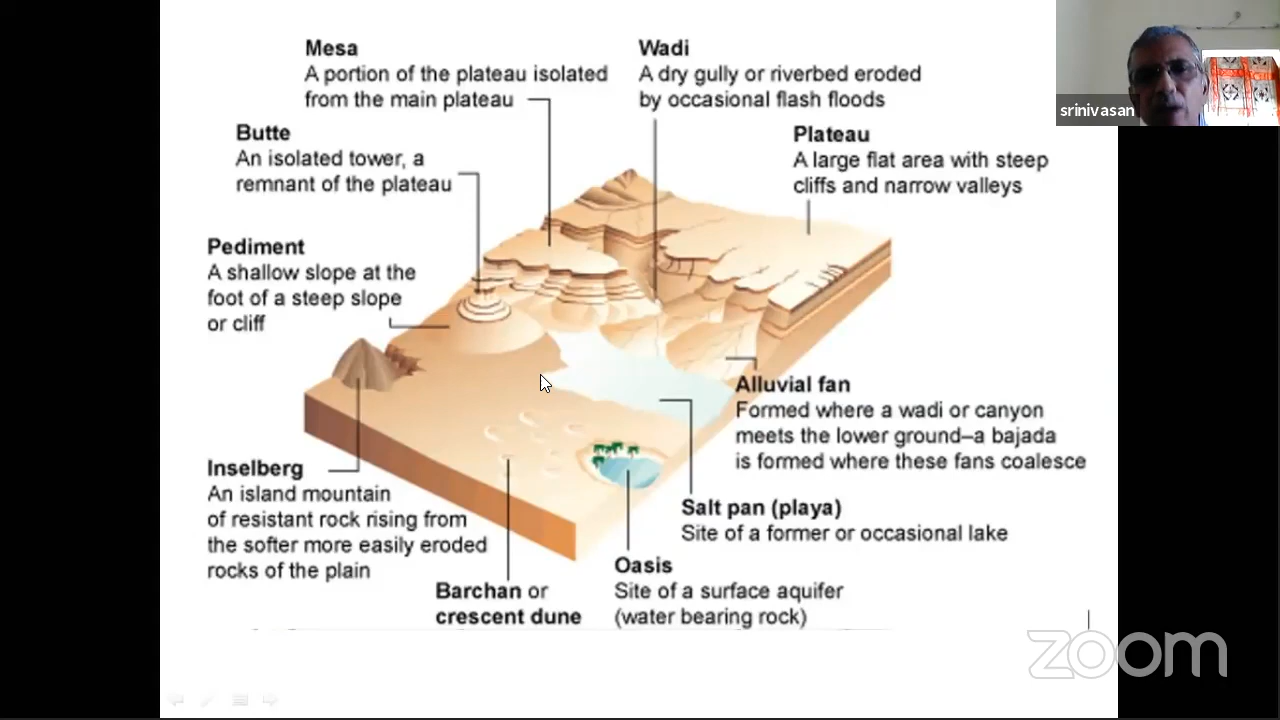 Mesa
A portion of the plateau isolated
from the main plateau
Wadi
A dry gully or riverbed eroded
by occasional flash floods
srinivasan
Butte
An isolated tower, a
remnant of the plateau
Plateau
A large flat area with steep
cliffs and narrow valleys
Pediment
A shallow slope at the
foot of a steep slope
or cliff
Alluvial fan
Formed where a wadi or canyon
meets the lower ground–a bajada
is formed where these fans coalesce
Inselberg
An island mountain
of resistant rock rising from
the softer more easily eroded
rocks of the plain
Salt pan (playa)
Site of a former or occasional lake
Barchan or
crescent dune
Oasis
Site of a surface aquifer
(water bearing rock)
zoom